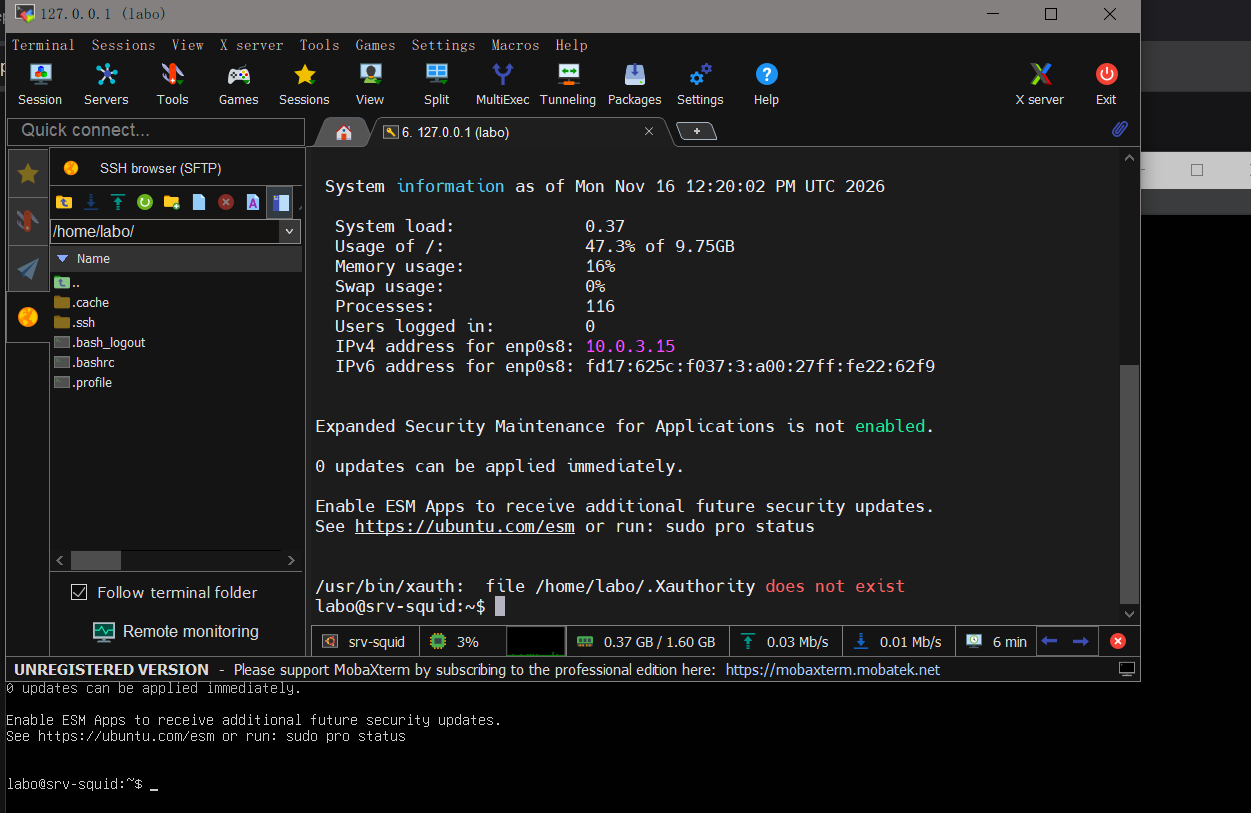 127.0.0.1 (labo)
Terminal Sessions View X server Tools Games Settings Macros Help
Session Servers Tools Games Sessions View Split MultiExec Tunneling Packages Settings Help X server Exit
Quick connect...
6. 127.0.0.1 (labo)
SSH browser (SFTP)
/home/labo/
Name
..
.cache
.ssh
.bash_logout
.bashrc
.profile
Follow terminal folder
Remote monitoring
System information as of Mon Nov 16 12:20:02 PM UTC 2026
System load: 0.37
Usage of /: 47.3% of 9.75GB
Memory usage: 16%
Swap usage: 0%
Processes: 116
Users logged in: 0
IPv4 address for enp0s8: 10.0.3.15
IPv6 address for enp0s8: fd17:625c:f037:3:a00:27ff:fe22:62f9
Expanded Security Maintenance for Applications is not enabled.
0 updates can be applied immediately.
Enable ESM Apps to receive additional future security updates.
See https://ubuntu.com/esm or run: sudo pro status
/usr/bin/xauth:  file /home/labo/.Xauthority does not exist
labo@srv-squid:~$
srv-squid 3% 0.37 GB / 1.60 GB 0.03 Mb/s 0.01 Mb/s 6 min
UNREGISTERED VERSION - Please support MobaXterm by subscribing to the professional edition here: https://mobaxterm.mobatek.net
0 updates can be applied immediately.
Enable ESM Apps to receive additional future security updates.
See https://ubuntu.com/esm or run: sudo pro status
labo@srv-squid:~$ _